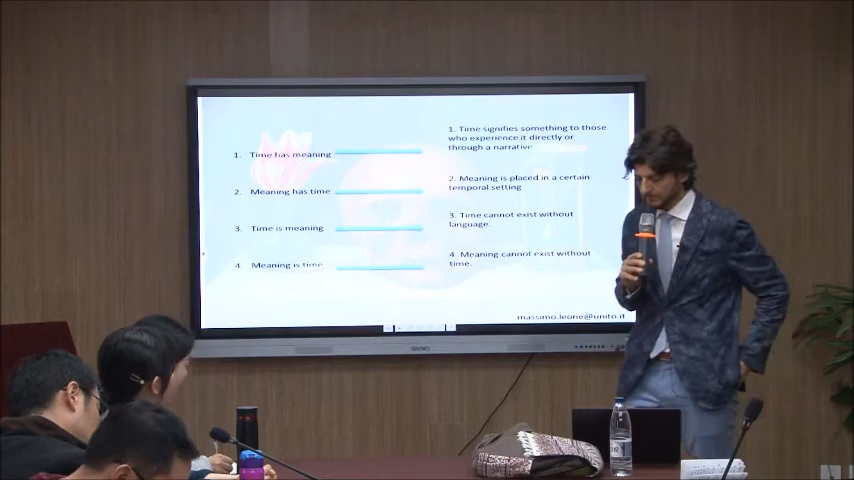 1. Time has meaning
2. Meaning has time
3. Time is meaning
4. Meaning is time
1. Time signifies something to those
who experience it directly or
through a narrative.
2. Meaning is placed in a certain
temporal setting
3. Time cannot exist without
language.
4. Meaning cannot exist without
time.
massimo.leone@unito.it